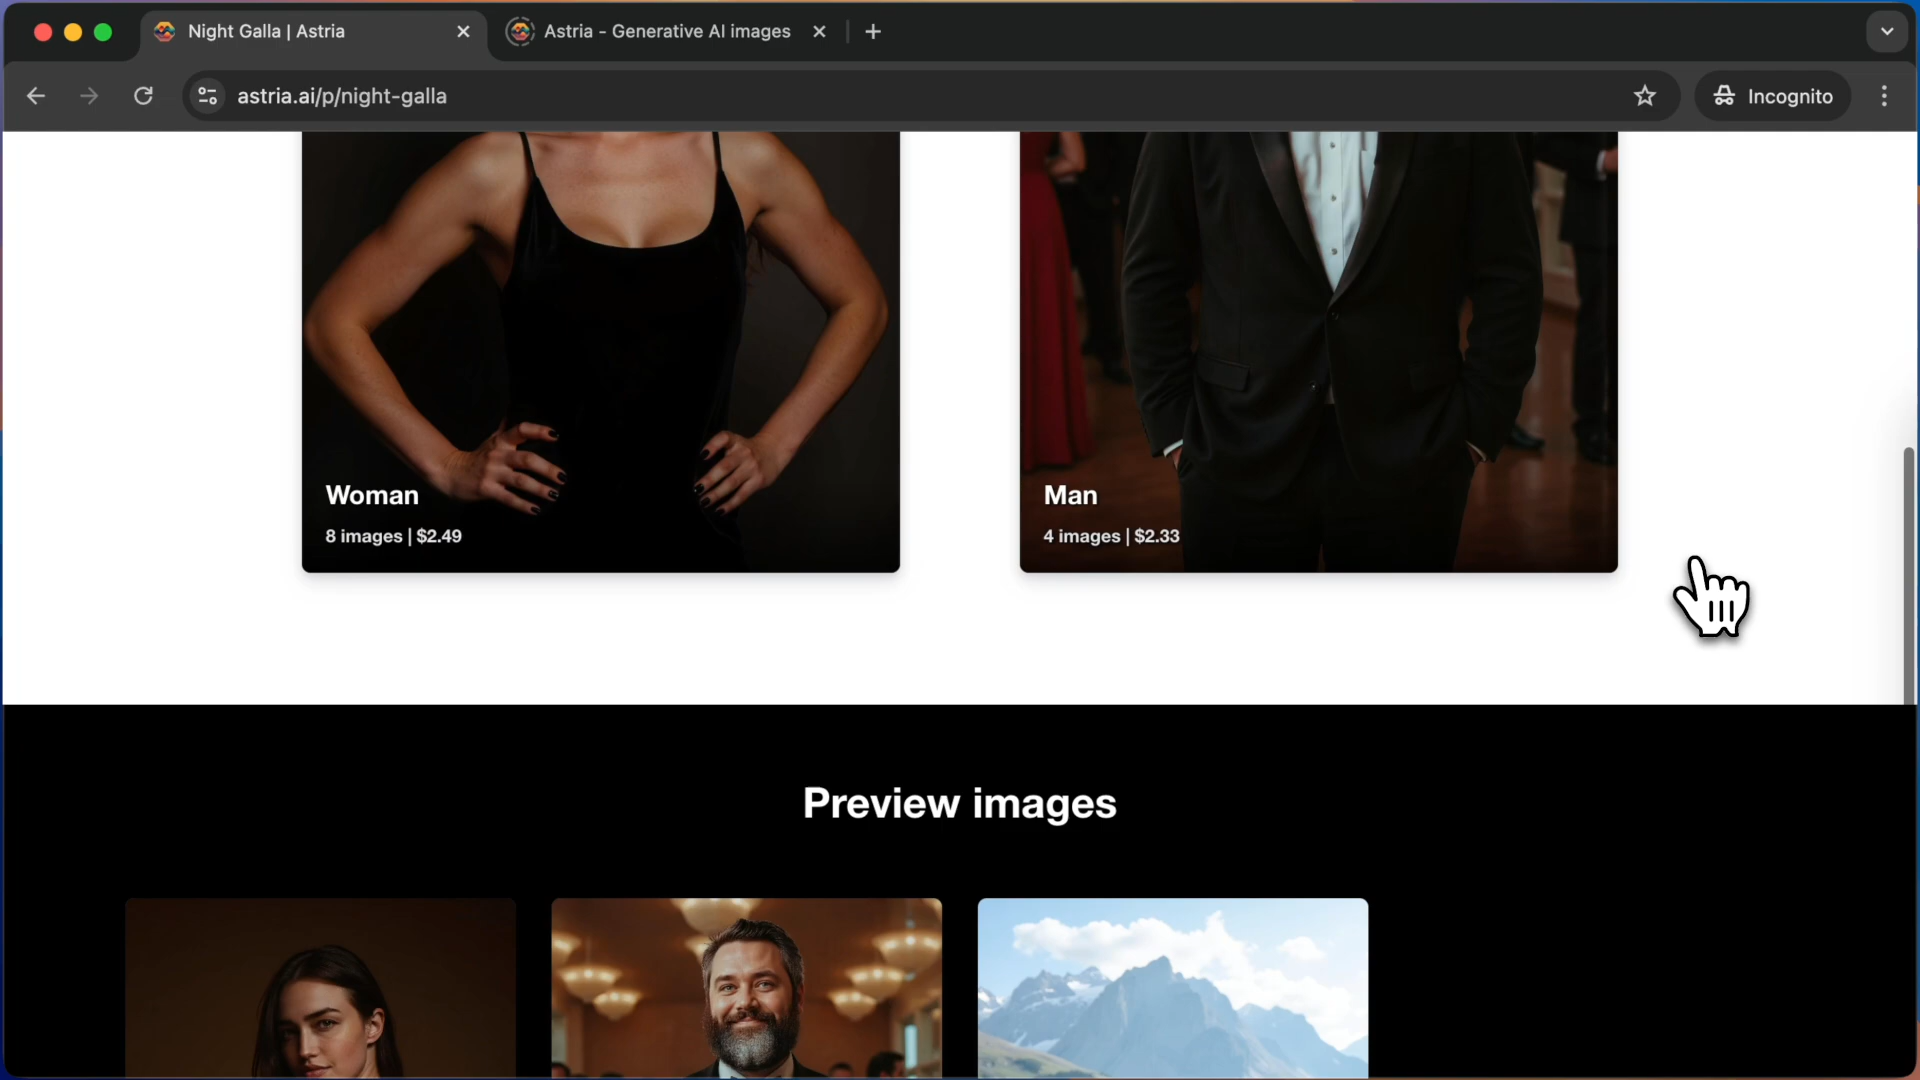 Night Galla | Astria
Astria - Generative AI images
astria.ai/p/night-galla
Incognito
Woman
8 images | $2.49
Man
4 images | $2.33
Preview images